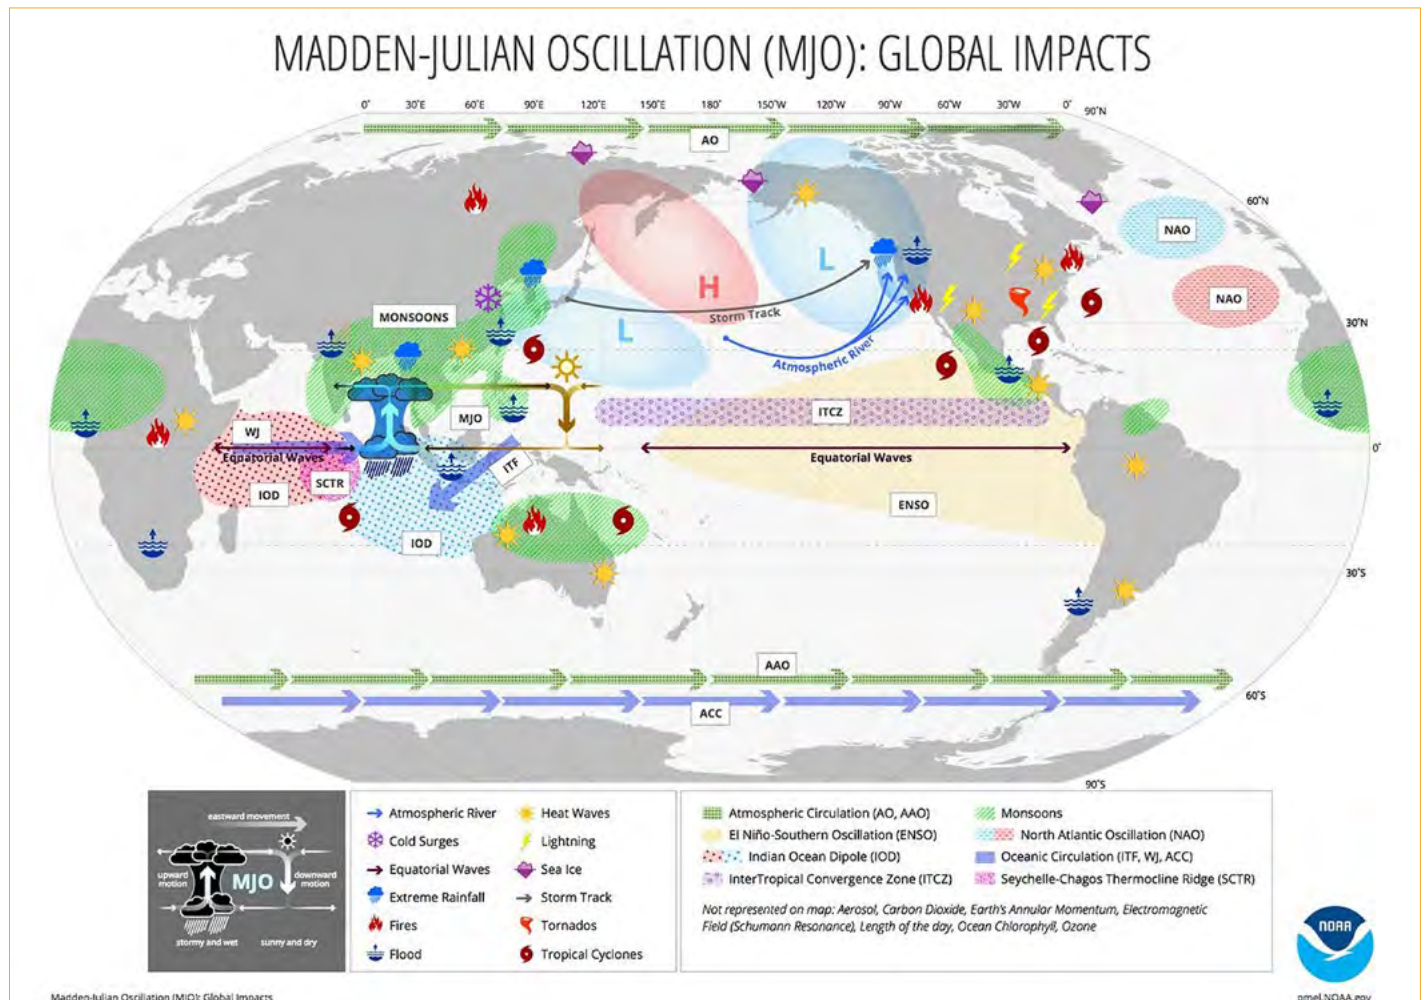 MADDEN-JULIAN OSCILLATION (MJO): GLOBAL IMPACTS
0° 30°E 60°E 90°E 120°E 150°E 180° 150°W 120°W 90°W 60°W 30°W 0° 90°N
AO
60°N
NAO
L
H
NAO
Storm Track
MONSOONS
30°N
L
Atmospheric River
MJO
ITCZ
WJ
Equatorial Waves
Equatorial Waves
0°
ITF
SCTR
IOD
ENSO
IOD
30°S
AAO
60°S
ACC
90°S
eastward movement
upward motion
MJO
downward motion
stormy and wet
sunny and dry
Atmospheric River
Cold Surges
Equatorial Waves
Extreme Rainfall
Fires
Flood
Heat Waves
Lightning
Sea Ice
Storm Track
Tornados
Tropical Cyclones
Atmospheric Circulation (AO, AAO)
El Niño-Southern Oscillation (ENSO)
Indian Ocean Dipole (IOD)
InterTropical Convergence Zone (ITCZ)
Monsoons
North Atlantic Oscillation (NAO)
Oceanic Circulation (ITF, WJ, ACC)
Seychelle-Chagos Thermocline Ridge (SCTR)
Not represented on map: Aerosol, Carbon Dioxide, Earth's Annular Momentum, Electromagnetic
Field (Schumann Resonance), Length of the day, Ocean Chlorophyll, Ozone
NOAA
Madden-Julian Oscillation (MJO): Global Impacts
pmel.NOAA.gov